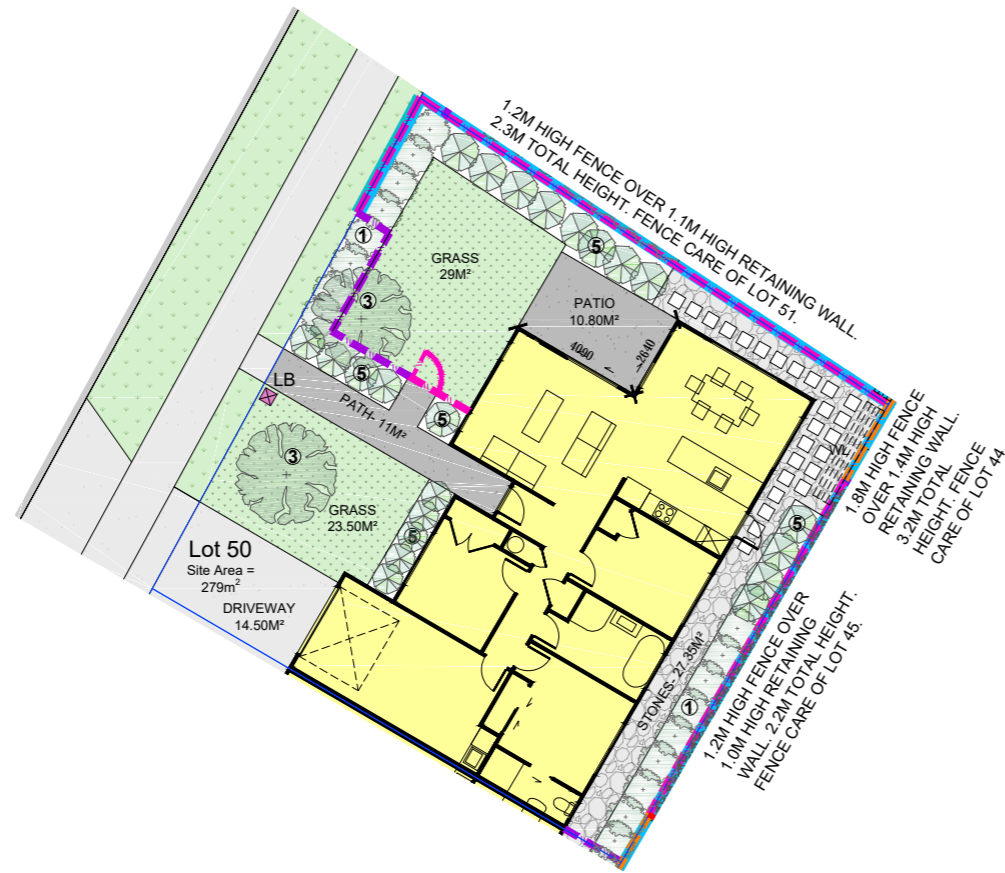 1.2M HIGH FENCE OVER 1.1M HIGH RETAINING WALL.
2.3M TOTAL HEIGHT. FENCE CARE OF LOT 51.
1
GRASS
29M²
5
3
PATIO
10.80M²
4000
2640
5
LB
PATH- 11M²
5
3
GRASS
23.50M²
5
Lot 50
Site Area =
279m²
DRIVEWAY
14.50M²
WL
1.8M HIGH FENCE
OVER 1.4M HIGH
RETAINING WALL.
3.2M TOTAL
HEIGHT. FENCE
CARE OF LOT 44
5
STONES- 27.35M²
1
1.2M HIGH FENCE OVER
1.0M HIGH RETAINING
WALL. 2.2M TOTAL HEIGHT.
FENCE CARE OF LOT 45.